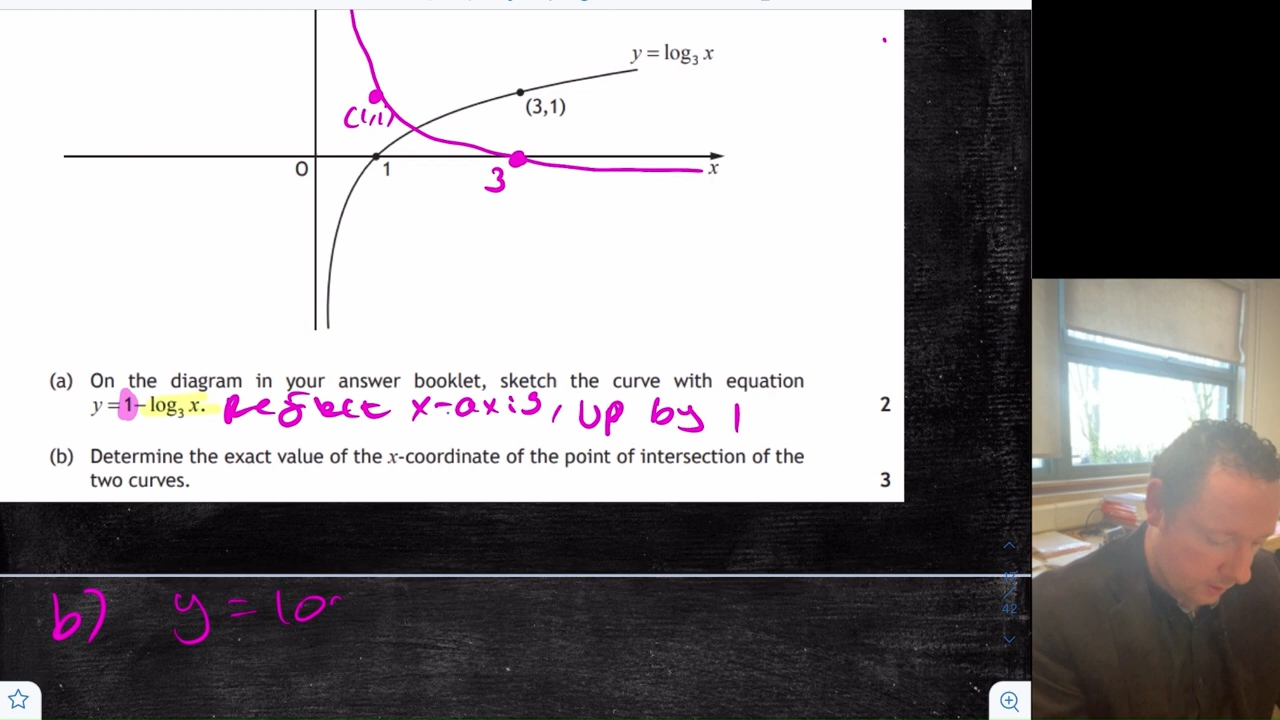 y = log₃ x
(1,1)
(3,1)
O
1
3
x
(a) On the diagram in your answer booklet, sketch the curve with equation
y = 1 – log₃ x. Reflect x-axis, up by 1
2
(b) Determine the exact value of the x-coordinate of the point of intersection of the
two curves.
3
42
b) y = lo